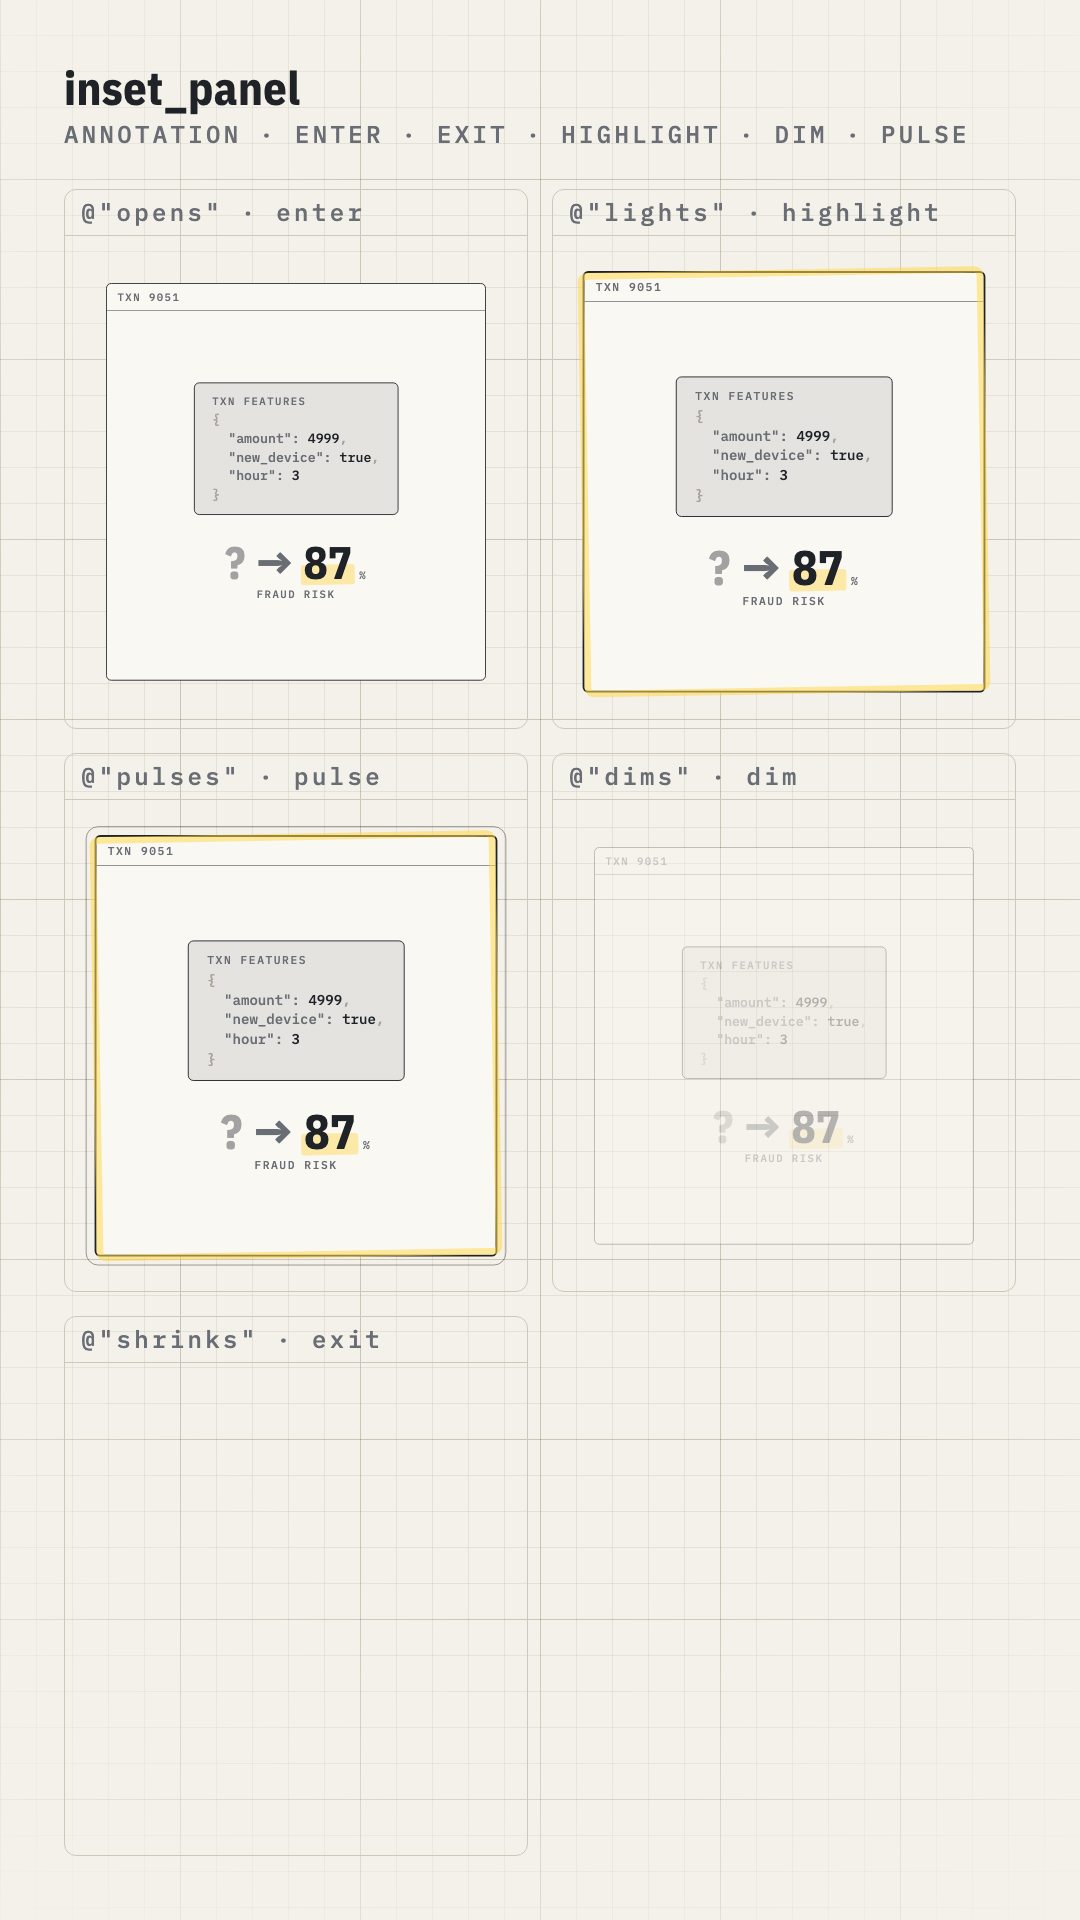 inset_panel
ANNOTATION · ENTER · EXIT · HIGHLIGHT · DIM · PULSE
@"opens" · enter
TXN 9051
TXN FEATURES
{
"amount": 4999,
"new_device": true,
"hour": 3
}
? → 87 %
FRAUD RISK
@"lights" · highlight
TXN 9051
TXN FEATURES
{
"amount": 4999,
"new_device": true,
"hour": 3
}
? → 87 %
FRAUD RISK
@"pulses" · pulse
TXN 9051
TXN FEATURES
{
"amount": 4999,
"new_device": true,
"hour": 3
}
? → 87 %
FRAUD RISK
@"dims" · dim
TXN 9051
TXN FEATURES
{
"amount": 4999,
"new_device": true,
"hour": 3
}
? → 87 %
FRAUD RISK
@"shrinks" · exit